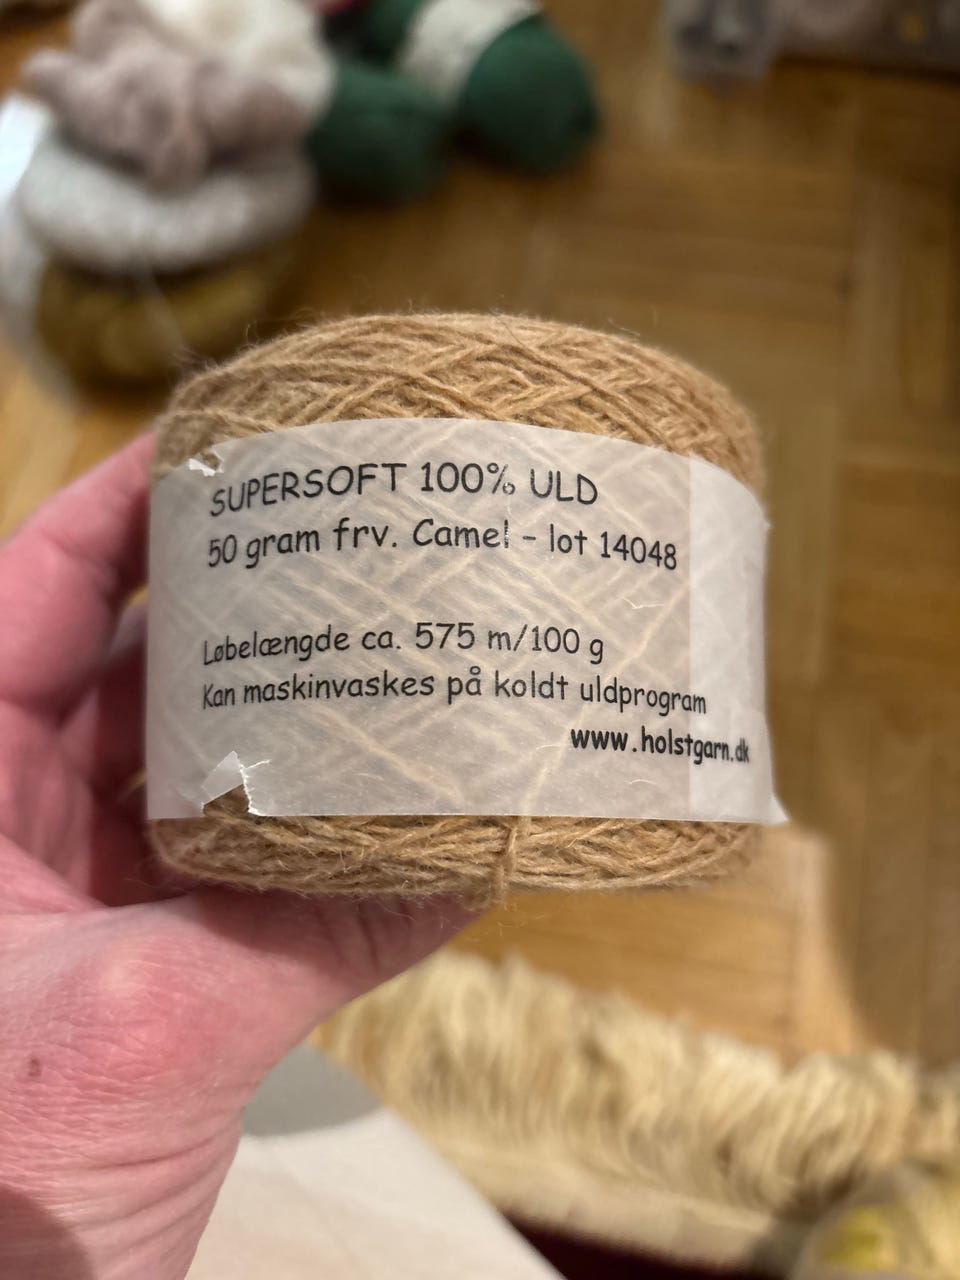 SUPERSOFT 100% ULD
50 gram frv. Camel - lot 14048
Løbelængde ca. 575 m/100 g
Kan maskinvaskes på koldt uldprogram
www.holstgarn.dk